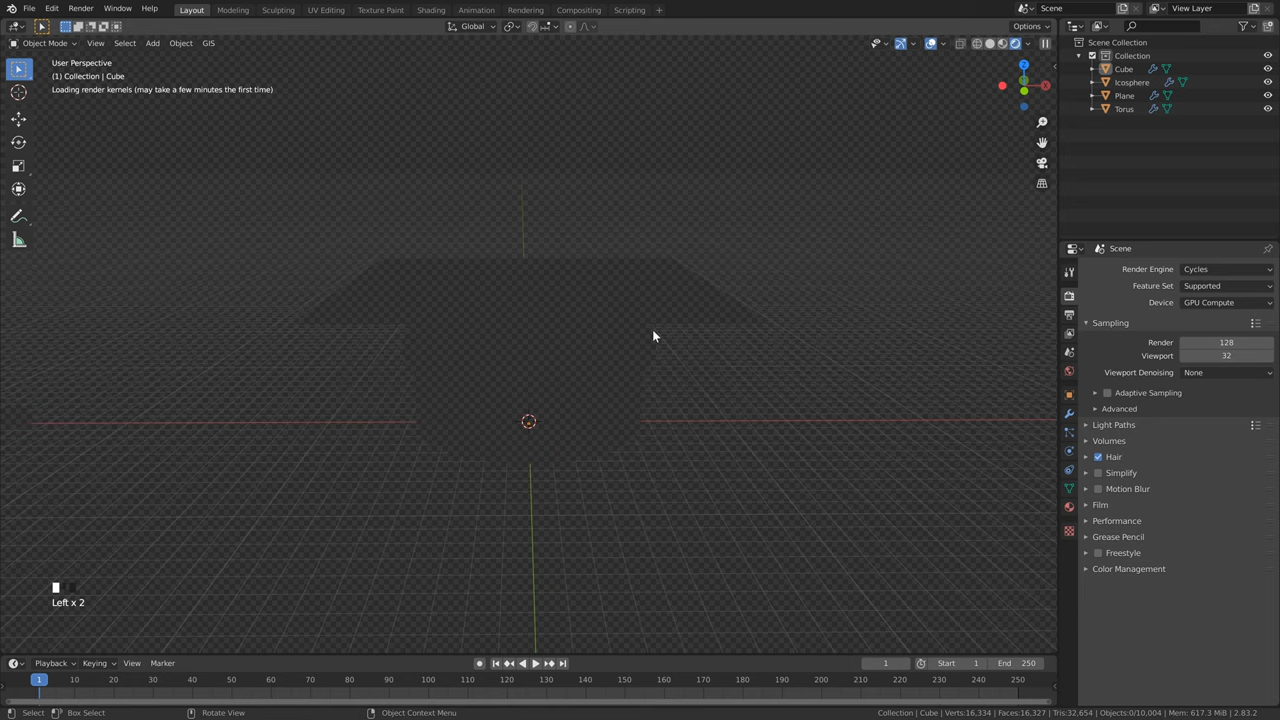 File Edit Render Window Help Layout Modeling Sculpting UV Editing Texture Paint Shading Animation Rendering Compositing Scripting + Scene View Layer
Global Options
Object Mode View Select Add Object GIS
User Perspective
(1) Collection | Cube
Loading render kernels (may take a few minutes the first time)
Z
X
Scene Collection
Collection
Cube
Icosphere
Plane
Torus
Scene
Render Engine Cycles
Feature Set Supported
Device GPU Compute
Sampling
Render 128
Viewport 32
Viewport Denoising None
Adaptive Sampling
Advanced
Light Paths
Volumes
Hair
Simplify
Motion Blur
Film
Performance
Grease Pencil
Freestyle
Color Management
Left x 2
Playback Keying View Marker 1 Start 1 End 250
1 10 20 30 40 50 60 70 80 90 100 110 120 130 140 150 160 170 180 190 200 210 220 230 240 250
Select Box Select Rotate View Object Context Menu Collection | Cube | Verts:16,334 | Faces:16,327 | Tris:32,654 | Objects:0/10,004 | Mem: 617.3 MiB | 2.83.2